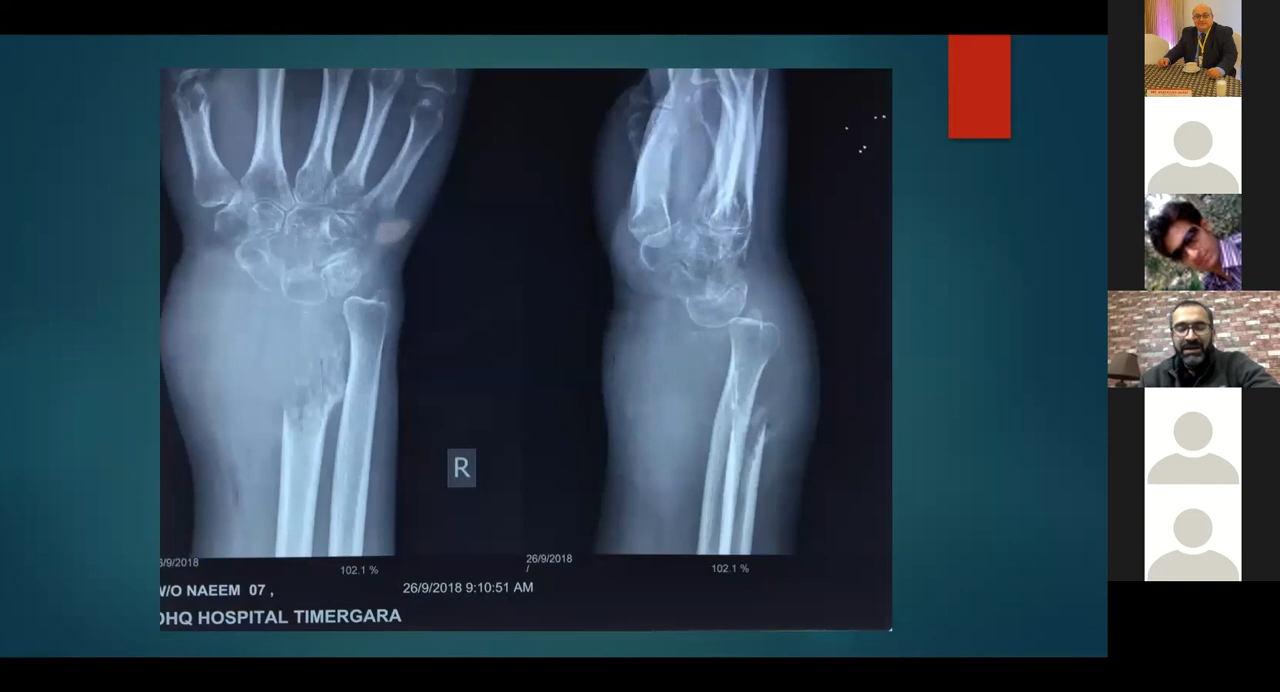 R
6/9/2018
26/9/2018
/
102.1 %
102.1 %
W/O NAEEM 07 ,
26/9/2018 9:10:51 AM
DHQ HOSPITAL TIMERGARA